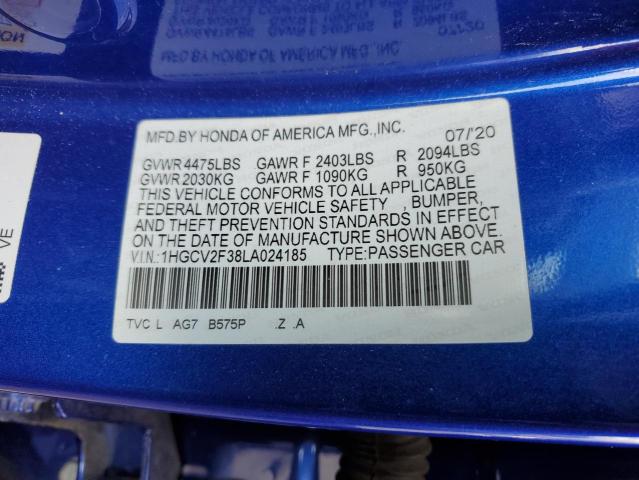 MFD.BY HONDA OF AMERICA MFG.,INC. 07/'20
GVWR 4475LBS GAWR F 2403LBS R 2094LBS
GVWR 2030KG GAWR F 1090KG R 950KG
THIS VEHICLE CONFORMS TO ALL APPLICABLE
FEDERAL MOTOR VEHICLE SAFETY , BUMPER,
AND THEFT PREVENTION STANDARDS IN EFFECT
ON THE DATE OF MANUFACTURE SHOWN ABOVE.
V.I.N.: 1HGCV2F38LA024185 TYPE: PASSENGER CAR
TVC L AG7 B575P .Z .A
VE